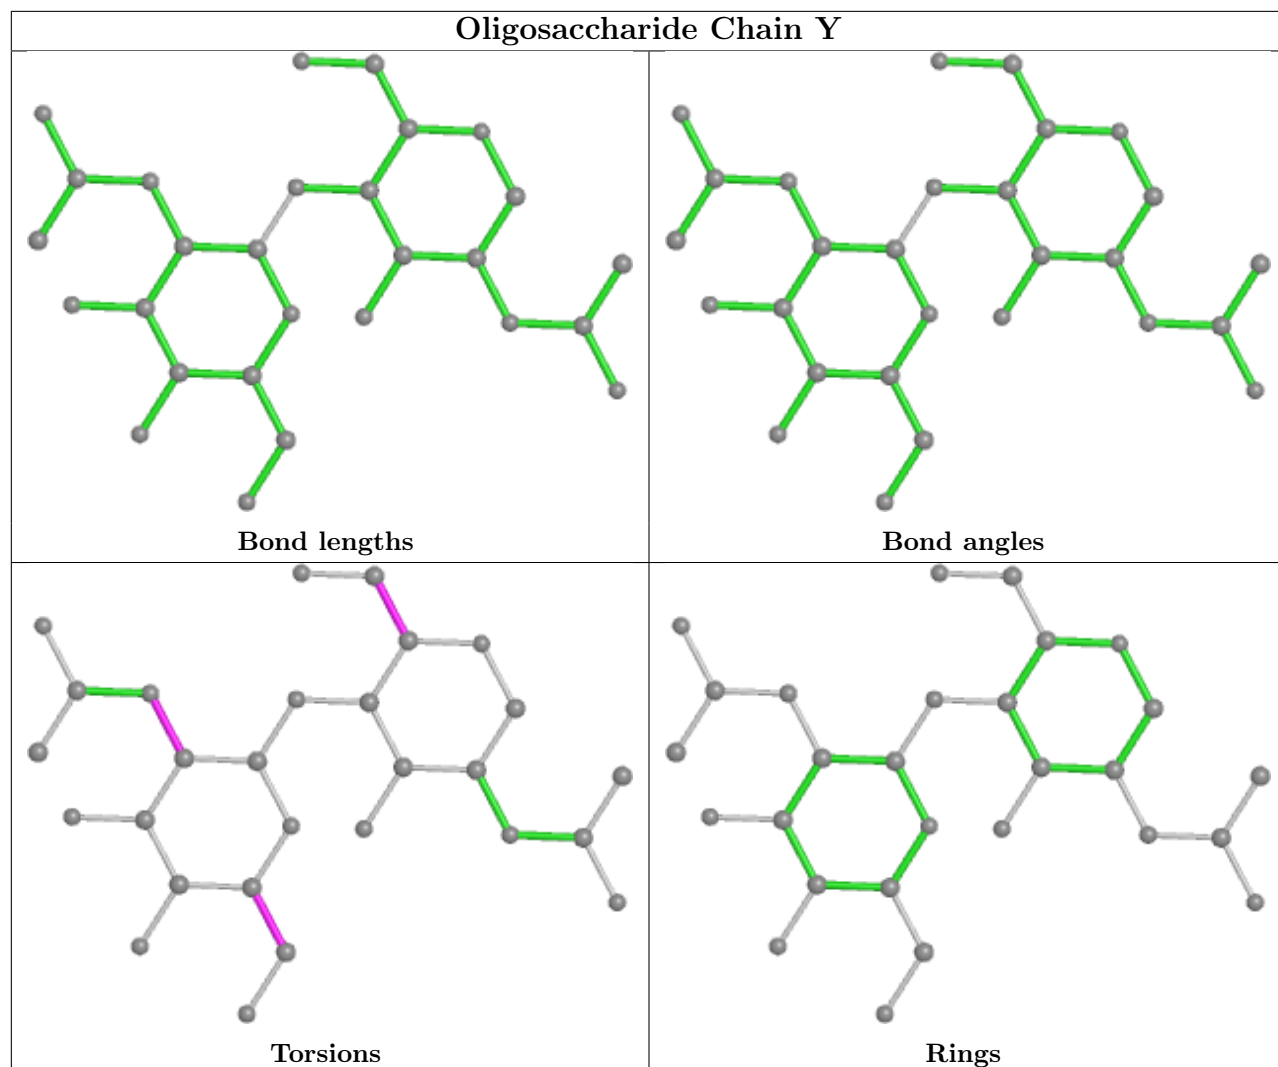 Oligosaccharide Chain Y
Bond lengths
Bond angles
Torsions
Rings